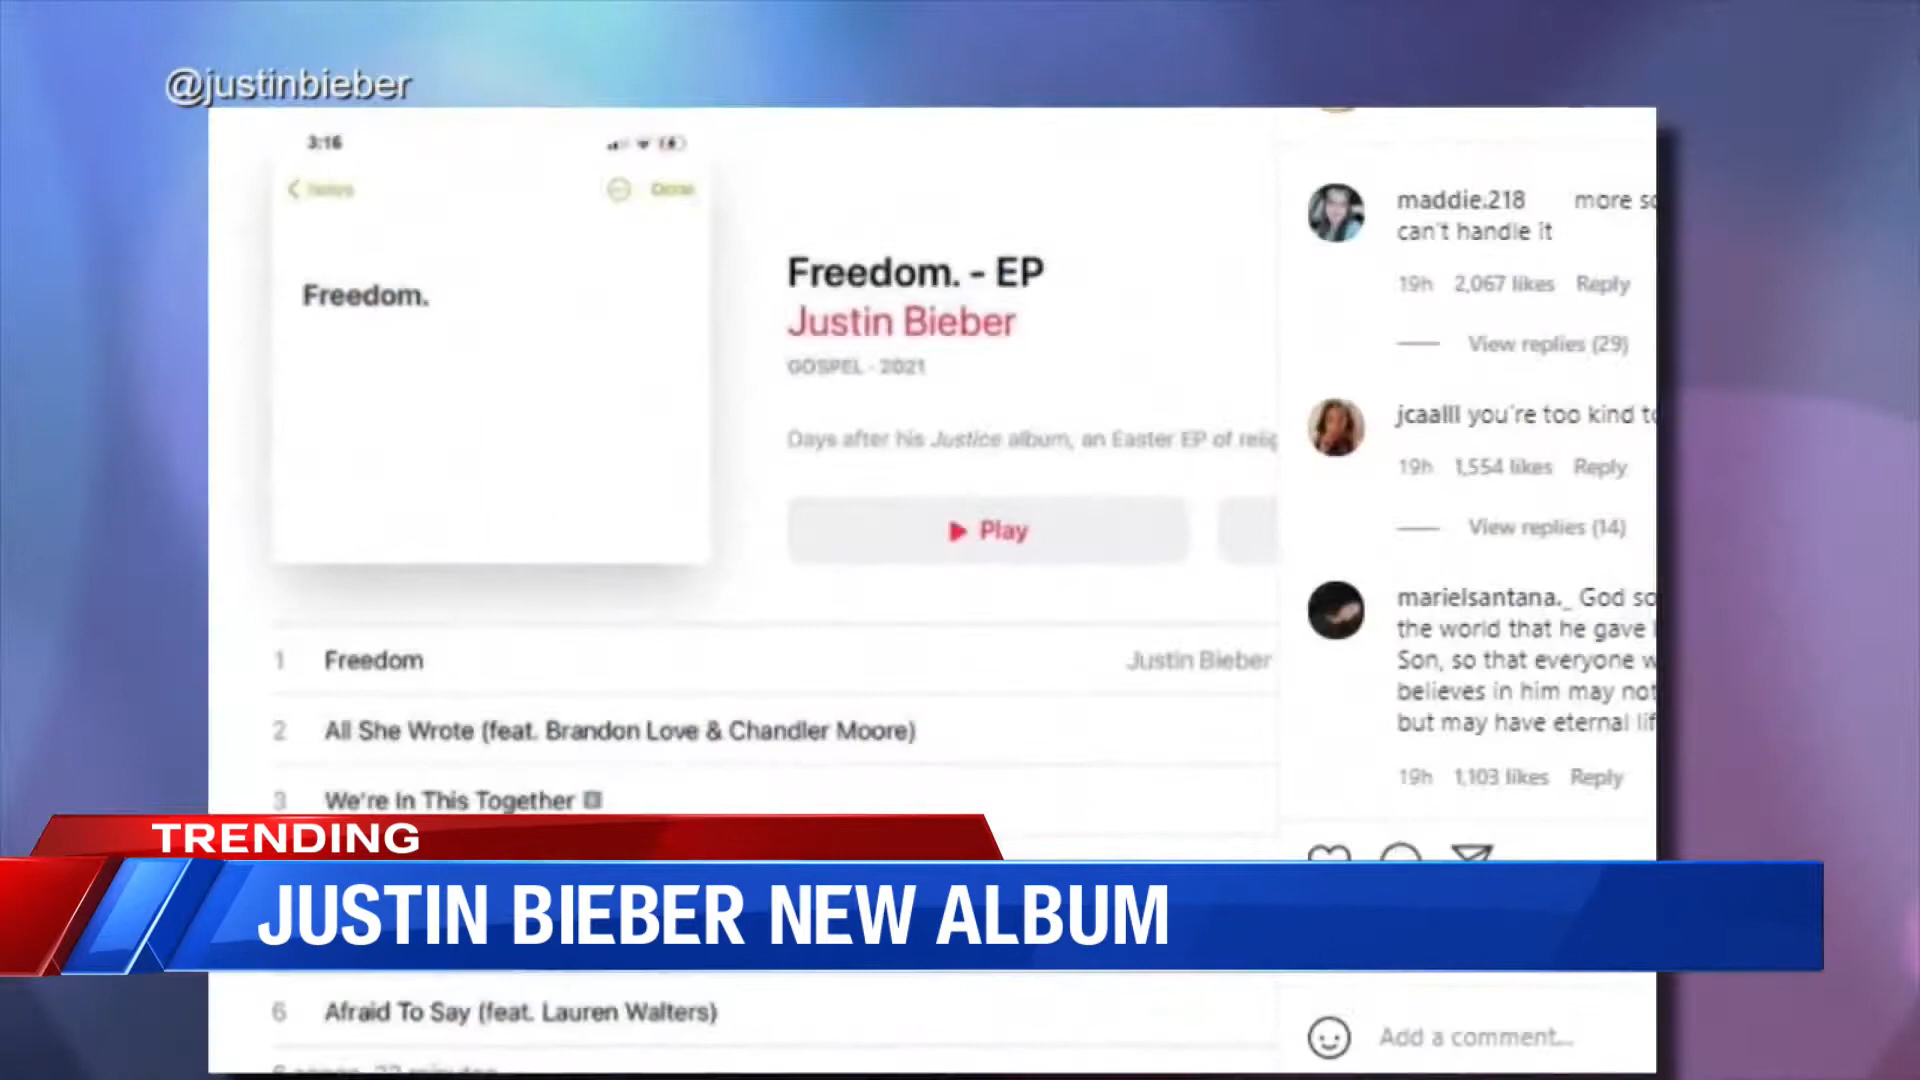 @justinbieber
3:16
Notes
Done
Freedom.
Freedom. - EP
Justin Bieber
GOSPEL · 2021
Days after his Justice album, an Easter EP of
Play
1 Freedom Justin Bieber
2 All She Wrote (feat. Brandon Love & Chandler Moore)
3 We're In This Together
6 Afraid To Say (feat. Lauren Walters)
maddie.218 more
can't handle it
19h 2,067 likes Reply
View replies (29)
jcaalll you're too kind
19h 1,554 likes Reply
View replies (14)
marielsantana._ God
the world that he gave
Son, so that everyone
believes in him may not
but may have eternal
19h 1,103 likes Reply
Add a comment...
TRENDING
JUSTIN BIEBER NEW ALBUM